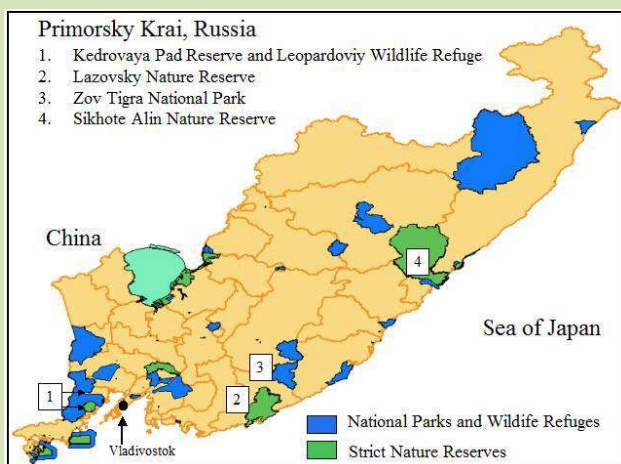 Primorsky Krai, Russia
1. Kedrovaya Pad Reserve and Leopardoviy Wildlife Refuge
2. Lazovsky Nature Reserve
3. Zov Tigra National Park
4. Sikhote Alin Nature Reserve
China
4
Sea of Japan
3
1
2
National Parks and Wildlife Refuges
Vladivostok
Strict Nature Reserves